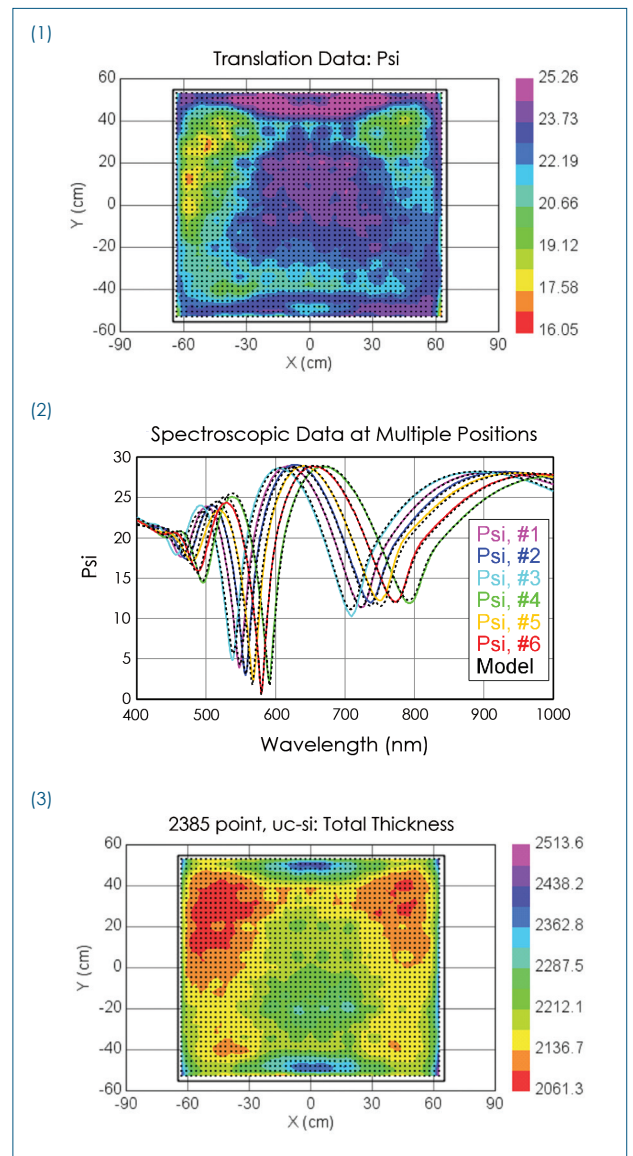 (1)
Translation Data: Psi
60
40
20
0
-20
-40
-60
Y (cm)
-90 -60 -30 0 30 60 90
X (cm)
25.26
23.73
22.19
20.66
19.12
17.58
16.05
(2)
Spectroscopic Data at Multiple Positions
30
25
20
15
10
5
0
Psi
Psi, #1
Psi, #2
Psi, #3
Psi, #4
Psi, #5
Psi, #6
Model
400 500 600 700 800 900 1000
Wavelength (nm)
(3)
2385 point, uc-si: Total Thickness
60
40
20
0
-20
-40
-60
Y (cm)
-90 -60 -30 0 30 60 90
X (cm)
2513.6
2438.2
2362.8
2287.5
2212.1
2136.7
2061.3